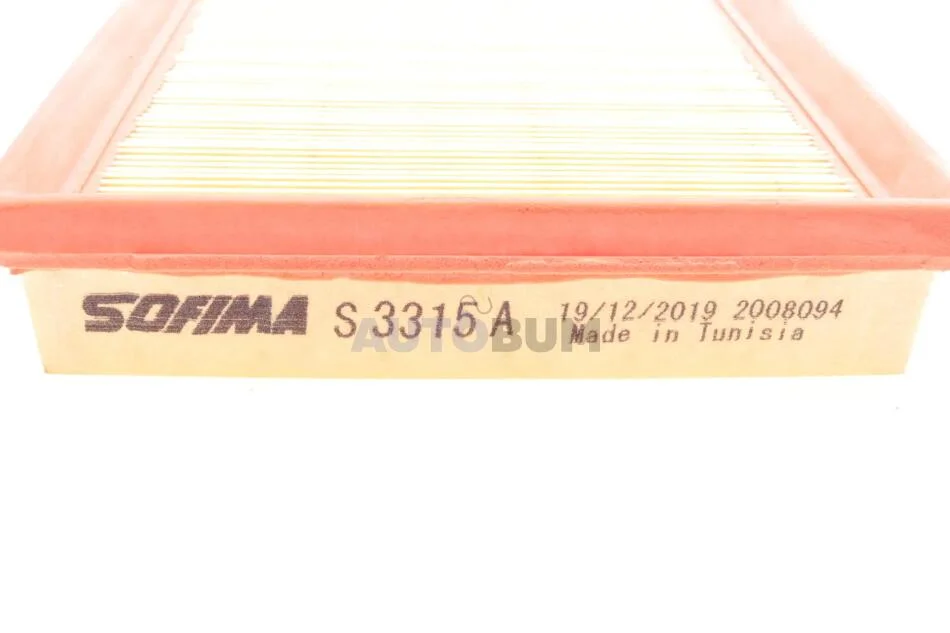 SOFIMA S 3315 A 19/12/2019 2008094
Made in Tunisia
AUTOBUM